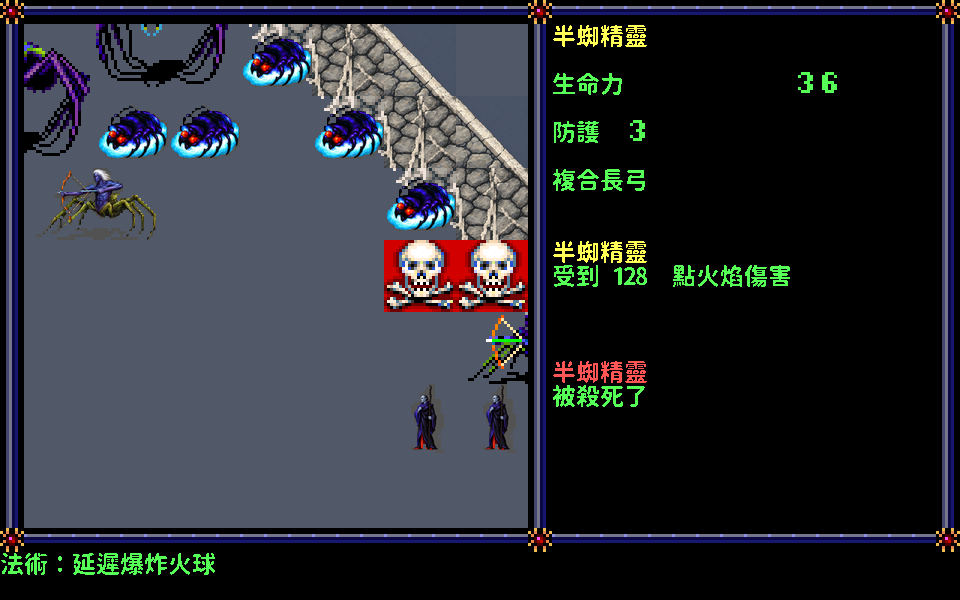 半蜘精靈
生命力 36
防護 3
複合長弓
半蜘精靈
受到 128 點火焰傷害
半蜘精靈
被殺死了
法術：延遲爆炸火球